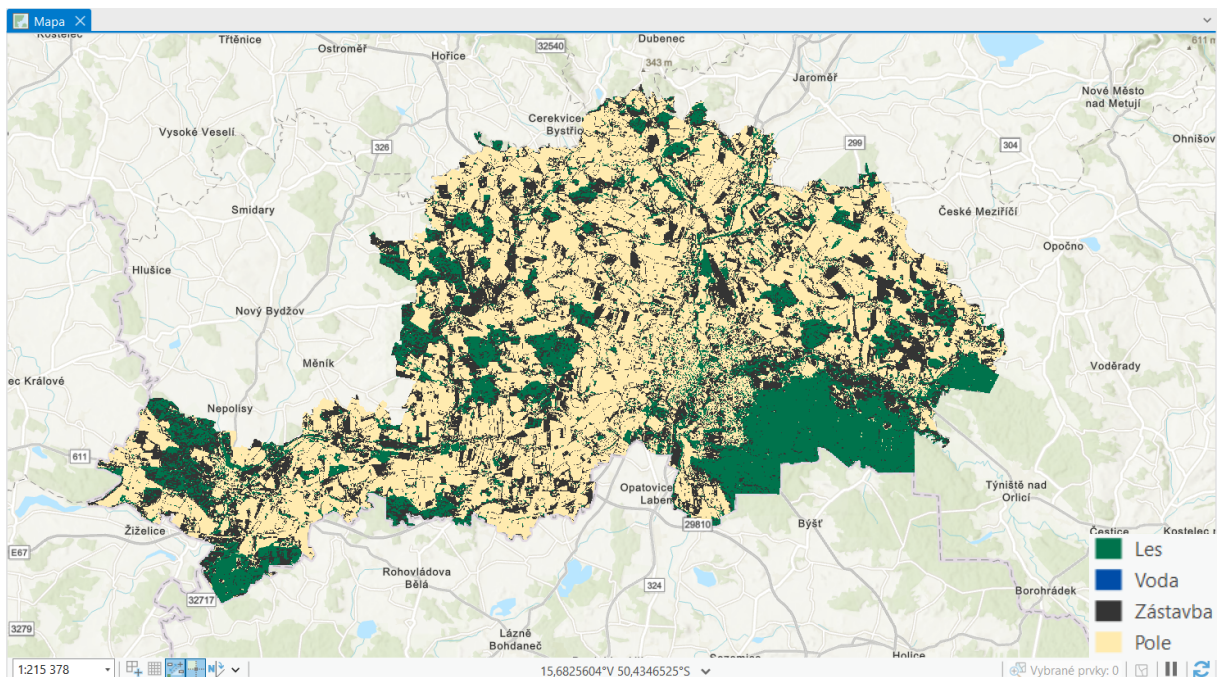 Mapa
Kostelec
Třtěnice
Ostroměř
Hořice
32540
Dubenec
343 m
611 m
Jaroměř
Nové Město
nad Metují
Cerekvice
Bystřic
Vysoké Veselí
326
299
304
Ohnišov
Smidary
České Meziříčí
Opočno
Hlušice
Nový Bydžov
Měník
Voděrady
ec Králové
Nepolisy
611
Opatovice
Labem
Týniště nad
Orlicí
Žiželice
29810
Býšť
Čestice
Kostelec n
E67
Rohovládova
Bělá
324
32717
Borohrádek
3279
Lázně
Bohdaneč
Holice
Les
Voda
Zástavba
Pole
1:215 378
15,6825604°V 50,4346525°S
Vybrané prvky: 0